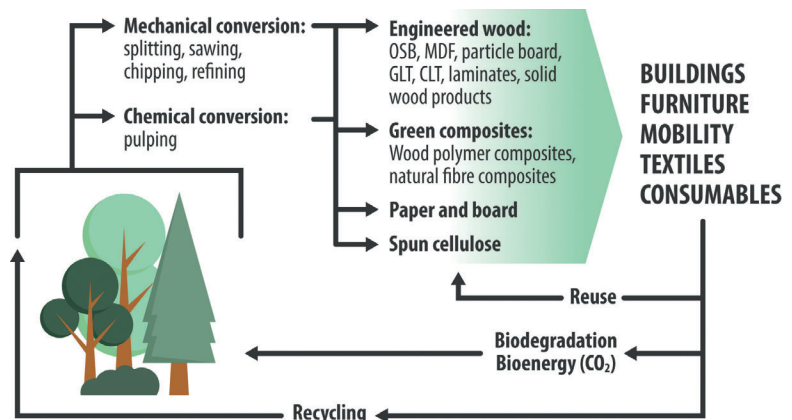 Mechanical conversion:
splitting, sawing,
chipping, refining
Chemical conversion:
pulping
Engineered wood:
OSB, MDF, particle board,
GLT, CLT, laminates, solid
wood products
Green composites:
Wood polymer composites,
natural fibre composites
Paper and board
Spun cellulose
BUILDINGS
FURNITURE
MOBILITY
TEXTILES
CONSUMABLES
Reuse
Biodegradation
Bioenergy (CO₂)
Recycling